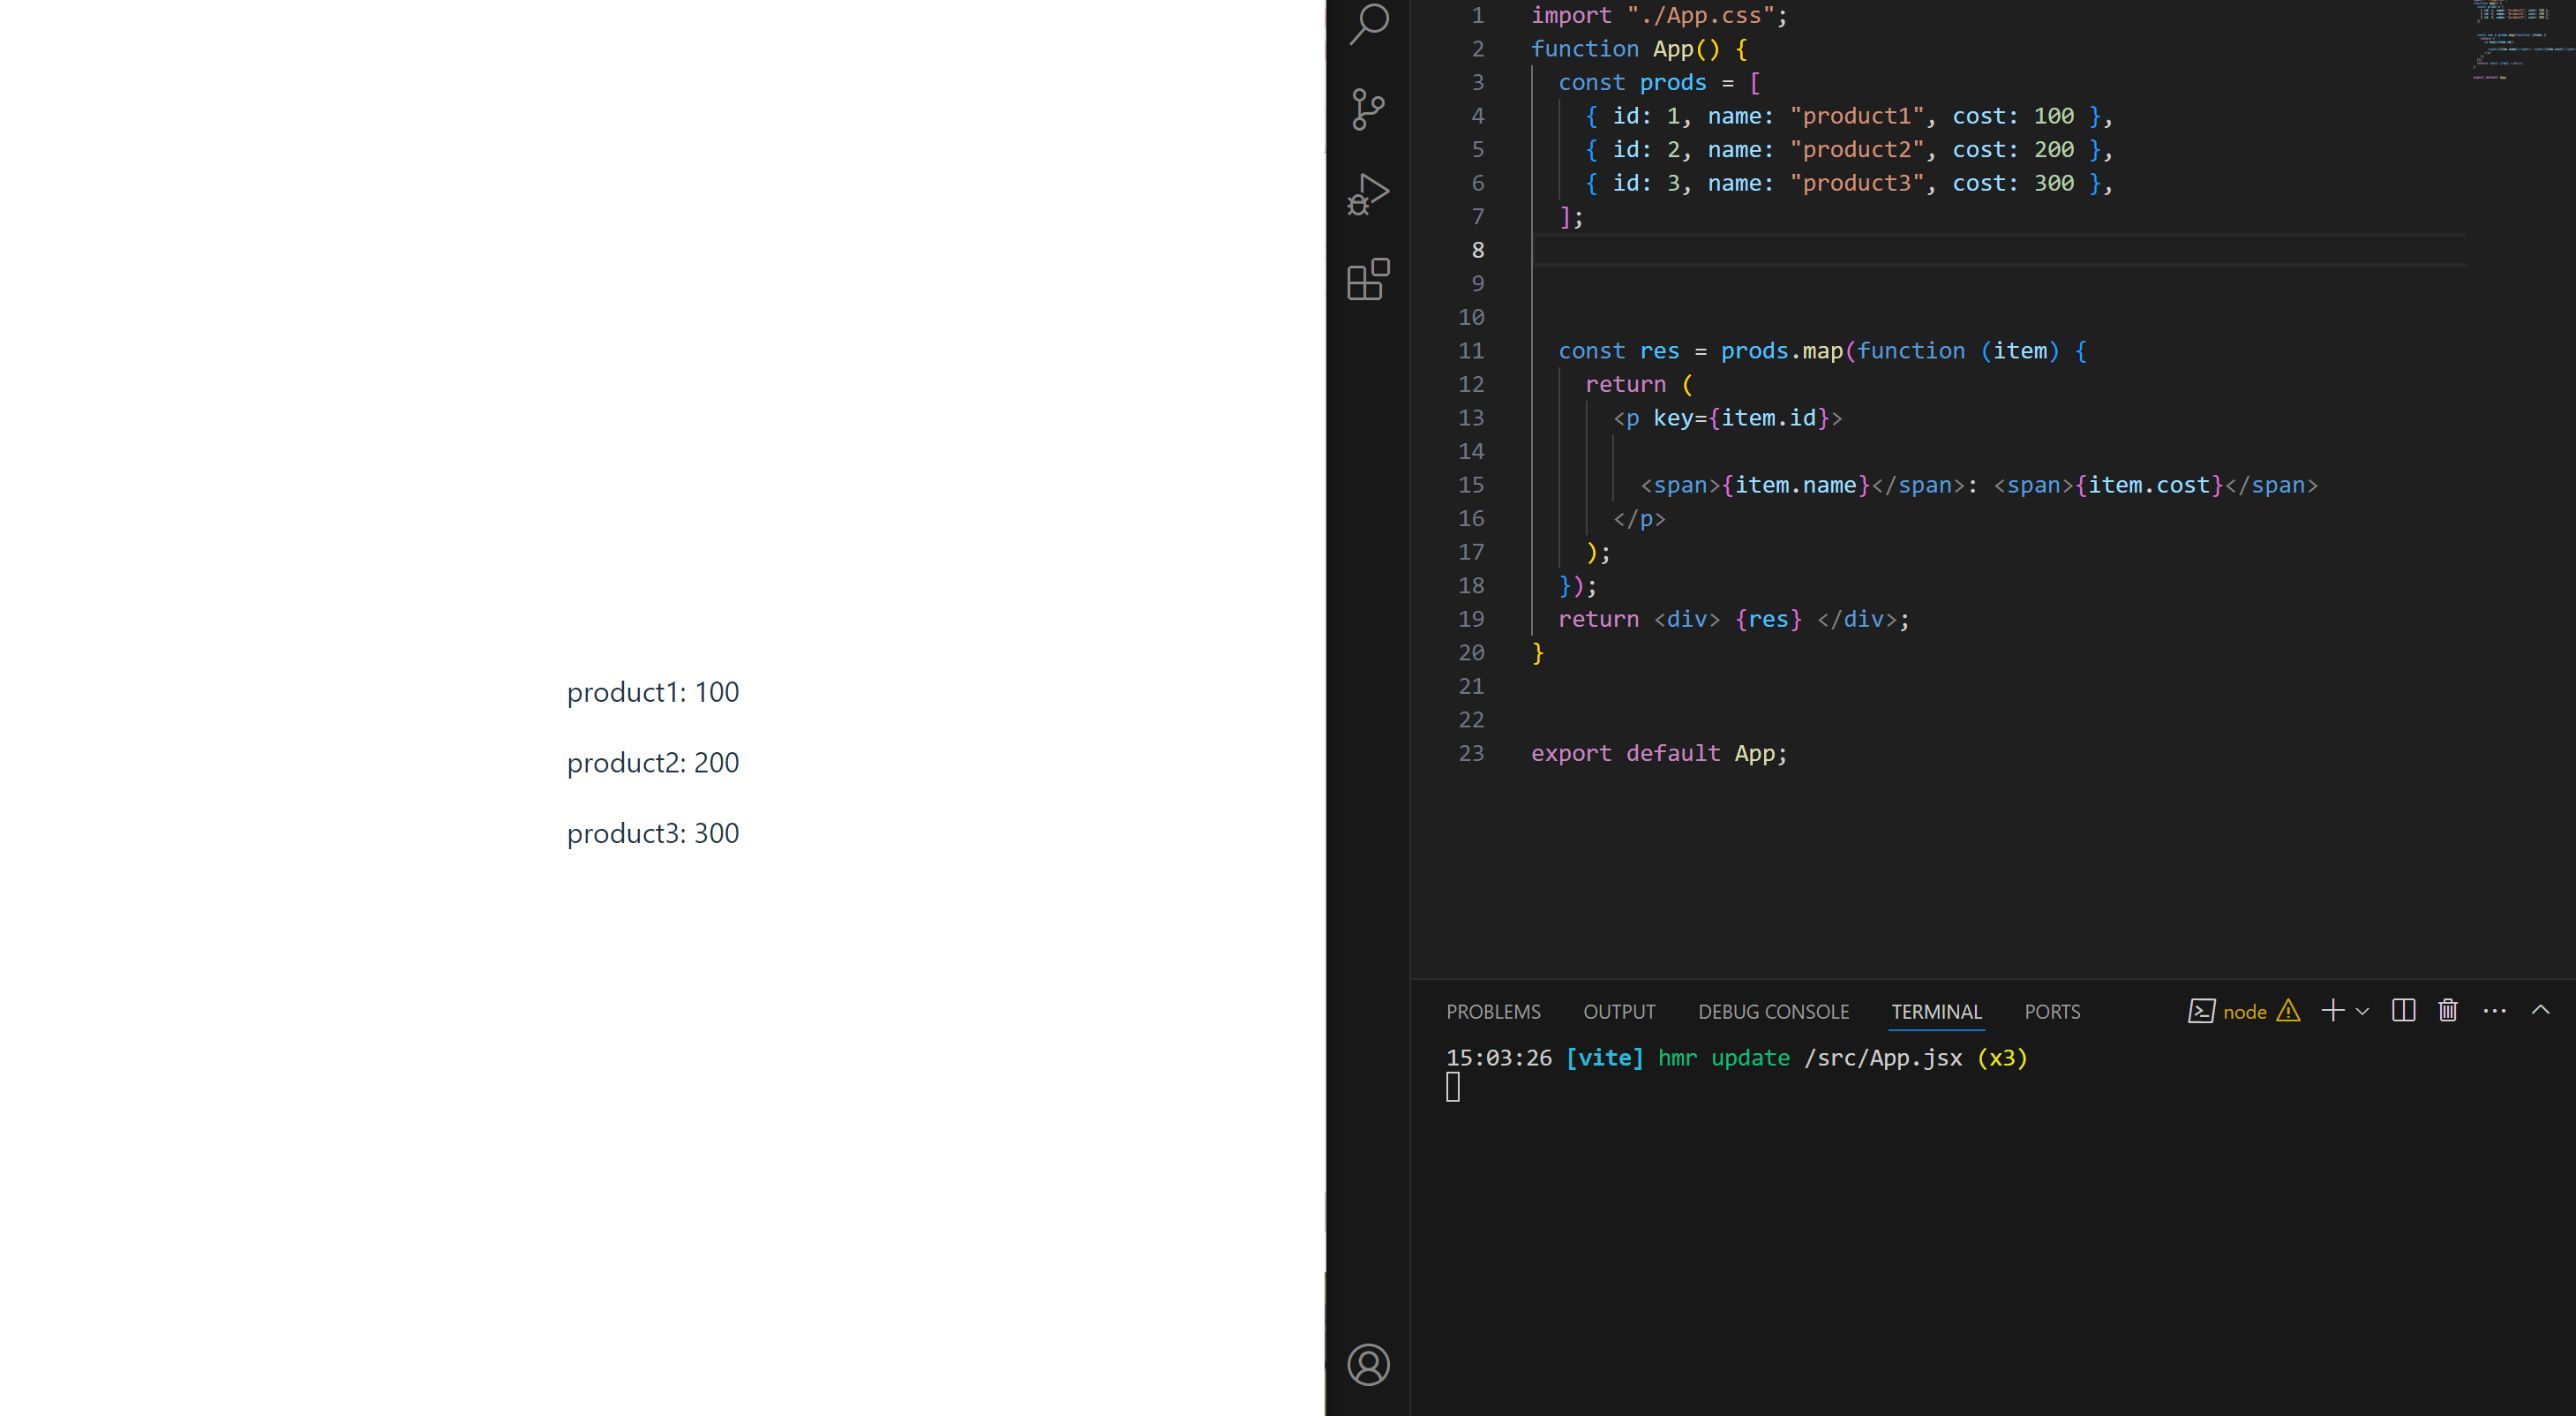 product1: 100
product2: 200
product3: 300
1 import "./App.css";
2 function App() {
3 const prods = [
4 { id: 1, name: "product1", cost: 100 },
5 { id: 2, name: "product2", cost: 200 },
6 { id: 3, name: "product3", cost: 300 },
7 ];
8
9
10
11 const res = prods.map(function (item) {
12 return (
13 <p key={item.id}>
14
15 <span>{item.name}</span>: <span>{item.cost}</span>
16 </p>
17 );
18 });
19 return <div> {res} </div>;
20 }
21
22
23 export default App;
PROBLEMS OUTPUT DEBUG CONSOLE TERMINAL PORTS node
15:03:26 [vite] hmr update /src/App.jsx (x3)